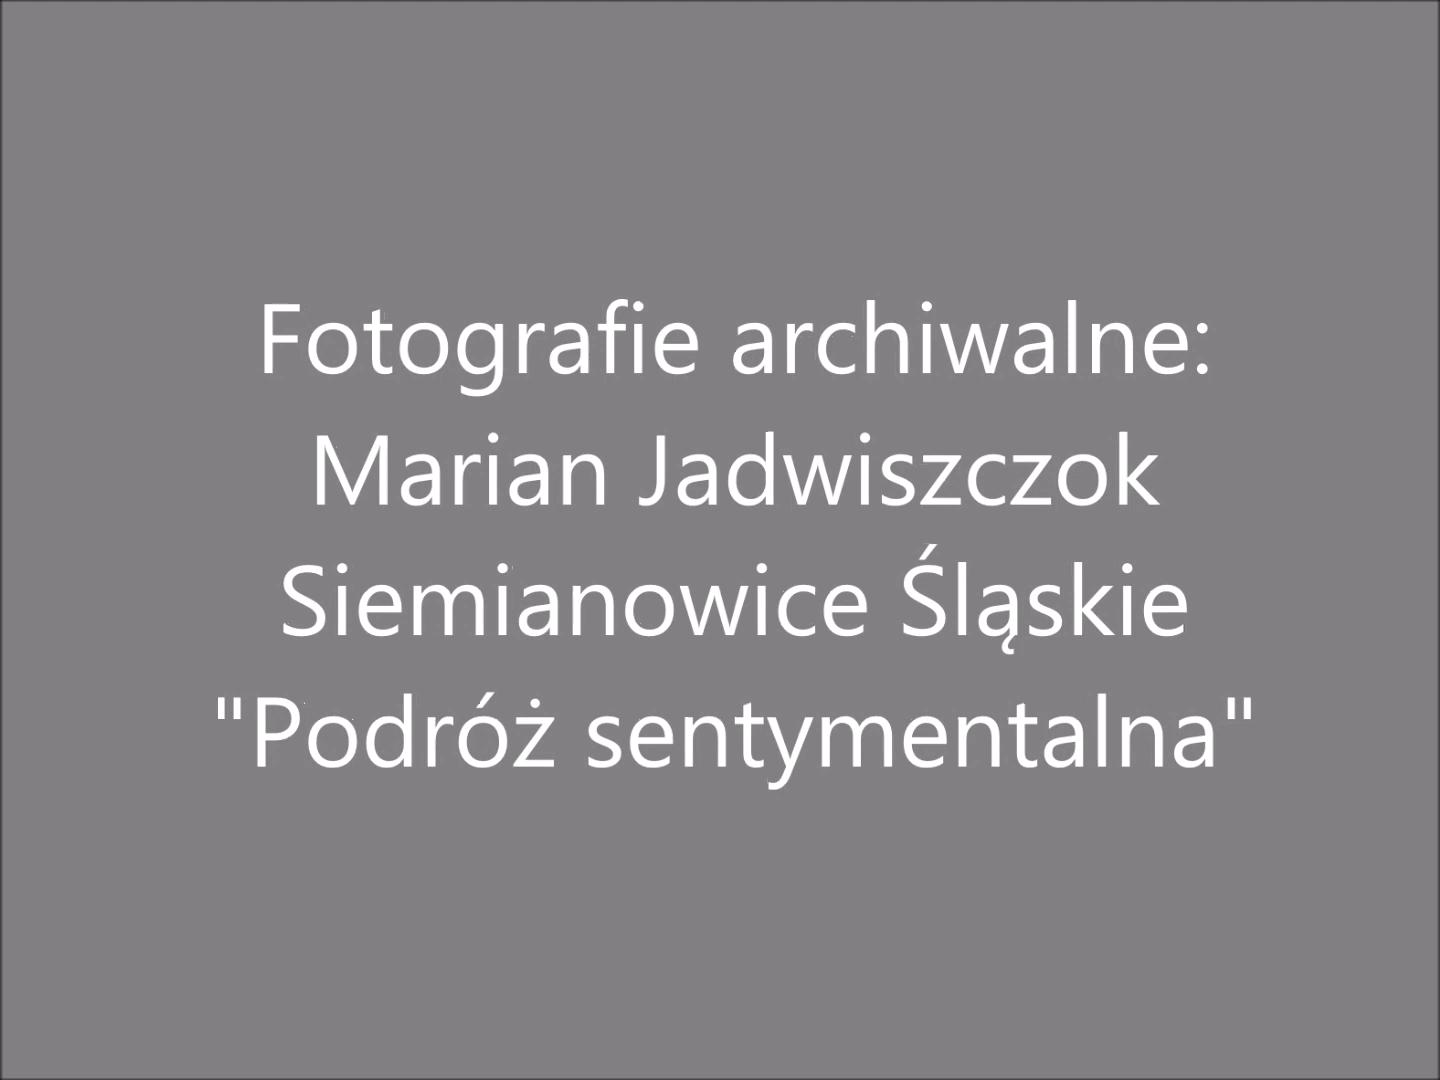 Fotografie archiwalne:
Marian Jadwiszczok
Siemianowice Śląskie
"Podróż sentymentalna"